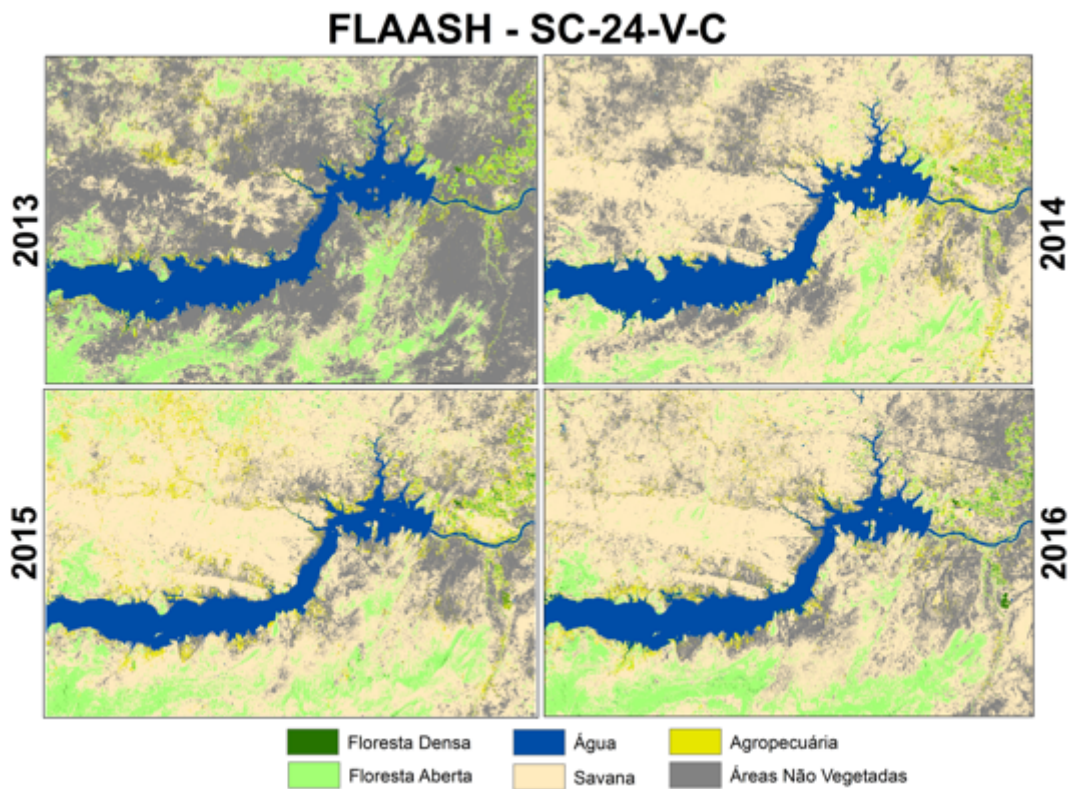 FLAASH - SC-24-V-C
2013
2014
2015
2016
Floresta Densa
Água
Agropecuária
Floresta Aberta
Savana
Áreas Não Vegetadas